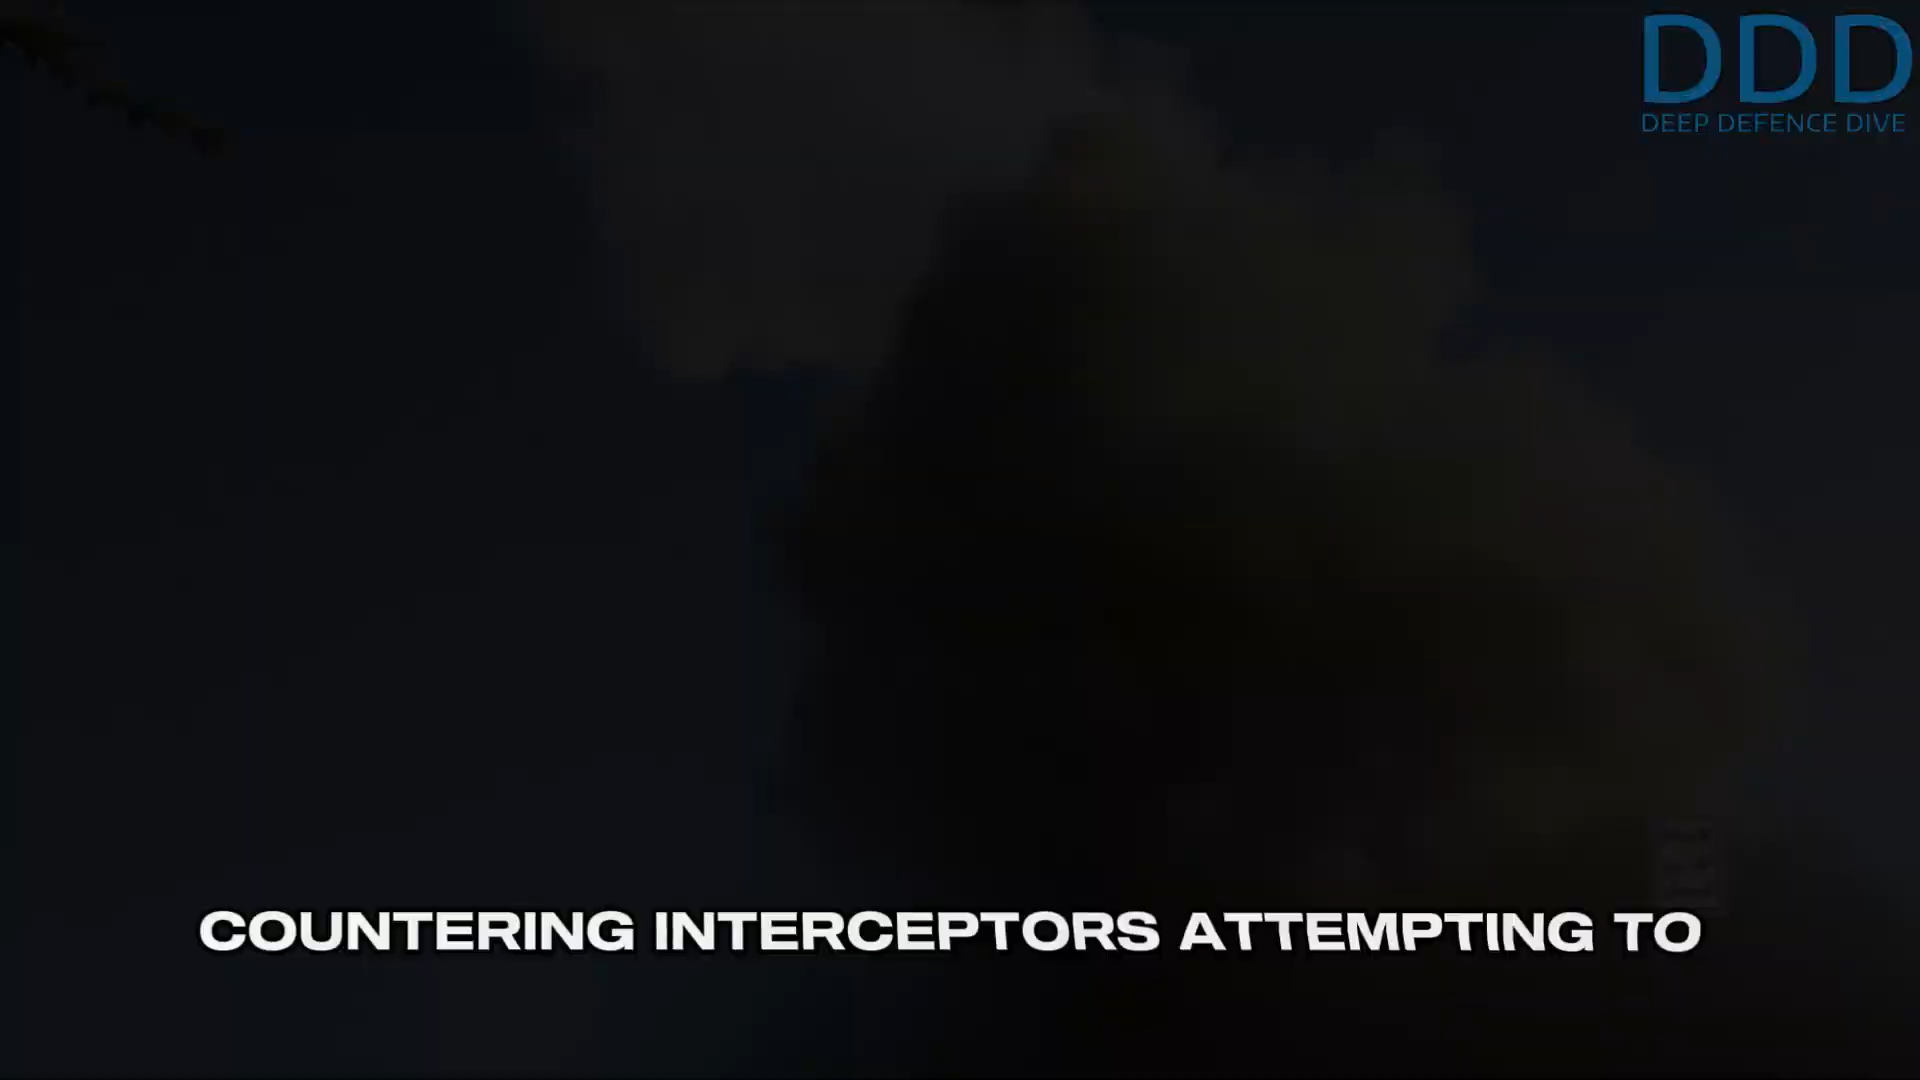 DDD
DEEP DEFENCE DIVE
COUNTERING INTERCEPTORS ATTEMPTING TO